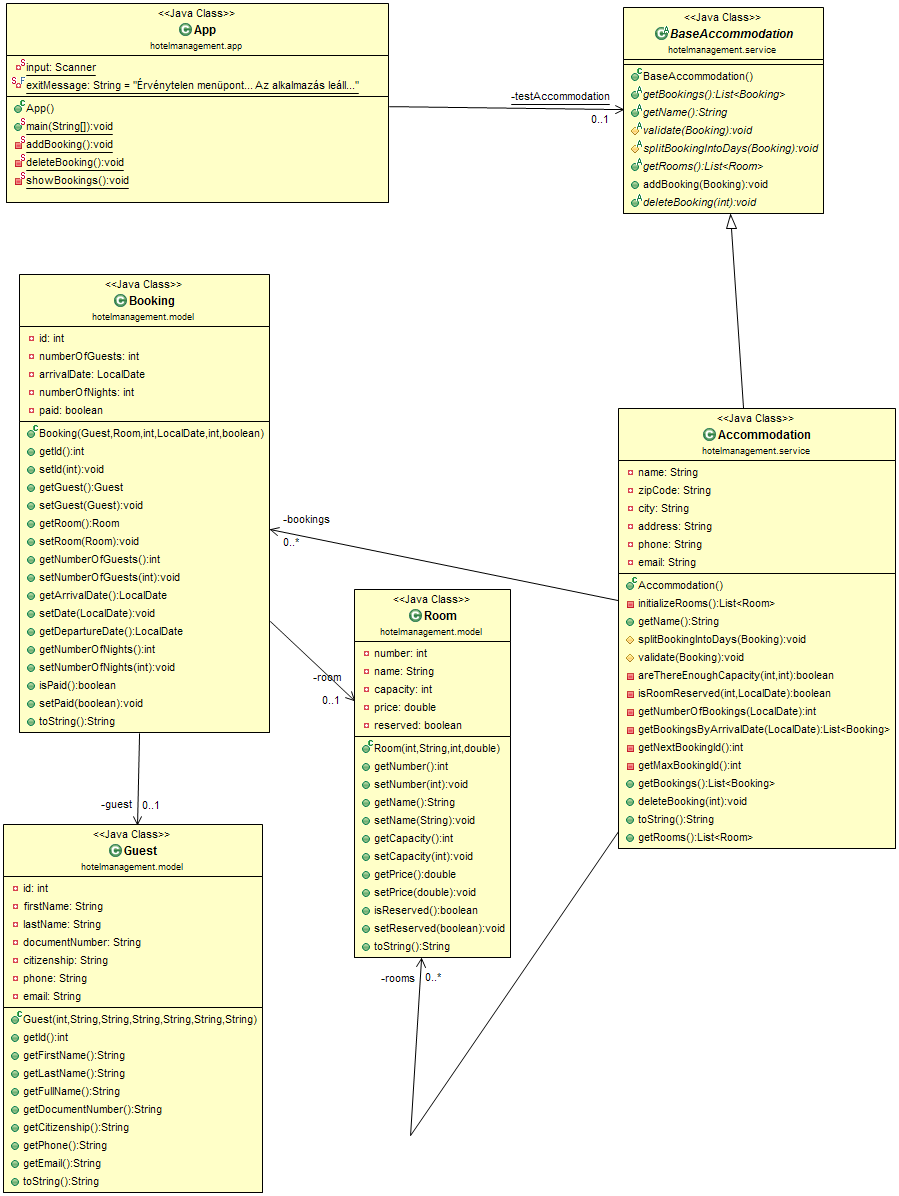 <<Java Class>>
App
hotelmanagement.app
input: Scanner
exitMessage: String = "Érvénytelen menüpont... Az alkalmazás leáll..."
App()
main(String[]):void
addBooking():void
deleteBooking():void
showBookings():void
-testAccommodation
0..1
<<Java Class>>
BaseAccommodation
hotelmanagement.service
BaseAccommodation()
getBookings():List<Booking>
getName():String
validate(Booking):void
splitBookingIntoDays(Booking):void
getRooms():List<Room>
addBooking(Booking):void
deleteBooking(int):void
<<Java Class>>
Booking
hotelmanagement.model
id: int
numberOfGuests: int
arrivalDate: LocalDate
numberOfNights: int
paid: boolean
Booking(Guest,Room,int,LocalDate,int,boolean)
getId():int
setId(int):void
getGuest():Guest
setGuest(Guest):void
getRoom():Room
setRoom(Room):void
getNumberOfGuests():int
setNumberOfGuests(int):void
getArrivalDate():LocalDate
setDate(LocalDate):void
getDepartureDate():LocalDate
getNumberOfNights():int
setNumberOfNights(int):void
isPaid():boolean
setPaid(boolean):void
toString():String
-bookings
0..*
<<Java Class>>
Accommodation
hotelmanagement.service
name: String
zipCode: String
city: String
address: String
phone: String
email: String
Accommodation()
initializeRooms():List<Room>
getName():String
splitBookingIntoDays(Booking):void
validate(Booking):void
areThereEnoughCapacity(int,int):boolean
isRoomReserved(int,LocalDate):boolean
getNumberOfBookings(LocalDate):int
getBookingsByArrivalDate(LocalDate):List<Booking>
getNextBookingId():int
getMaxBookingId():int
getBookings():List<Booking>
deleteBooking(int):void
toString():String
getRooms():List<Room>
-room
0..1
<<Java Class>>
Room
hotelmanagement.model
number: int
name: String
capacity: int
price: double
reserved: boolean
Room(int,String,int,double)
getNumber():int
setNumber(int):void
getName():String
setName(String):void
getCapacity():int
setCapacity(int):void
getPrice():double
setPrice(double):void
isReserved():boolean
setReserved(boolean):void
toString():String
-rooms
0..*
-guest
0..1
<<Java Class>>
Guest
hotelmanagement.model
id: int
firstName: String
lastName: String
documentNumber: String
citizenship: String
phone: String
email: String
Guest(int,String,String,String,String,String,String)
getId():int
getFirstName():String
getLastName():String
getFullName():String
getDocumentNumber():String
getCitizenship():String
getPhone():String
getEmail():String
toString():String